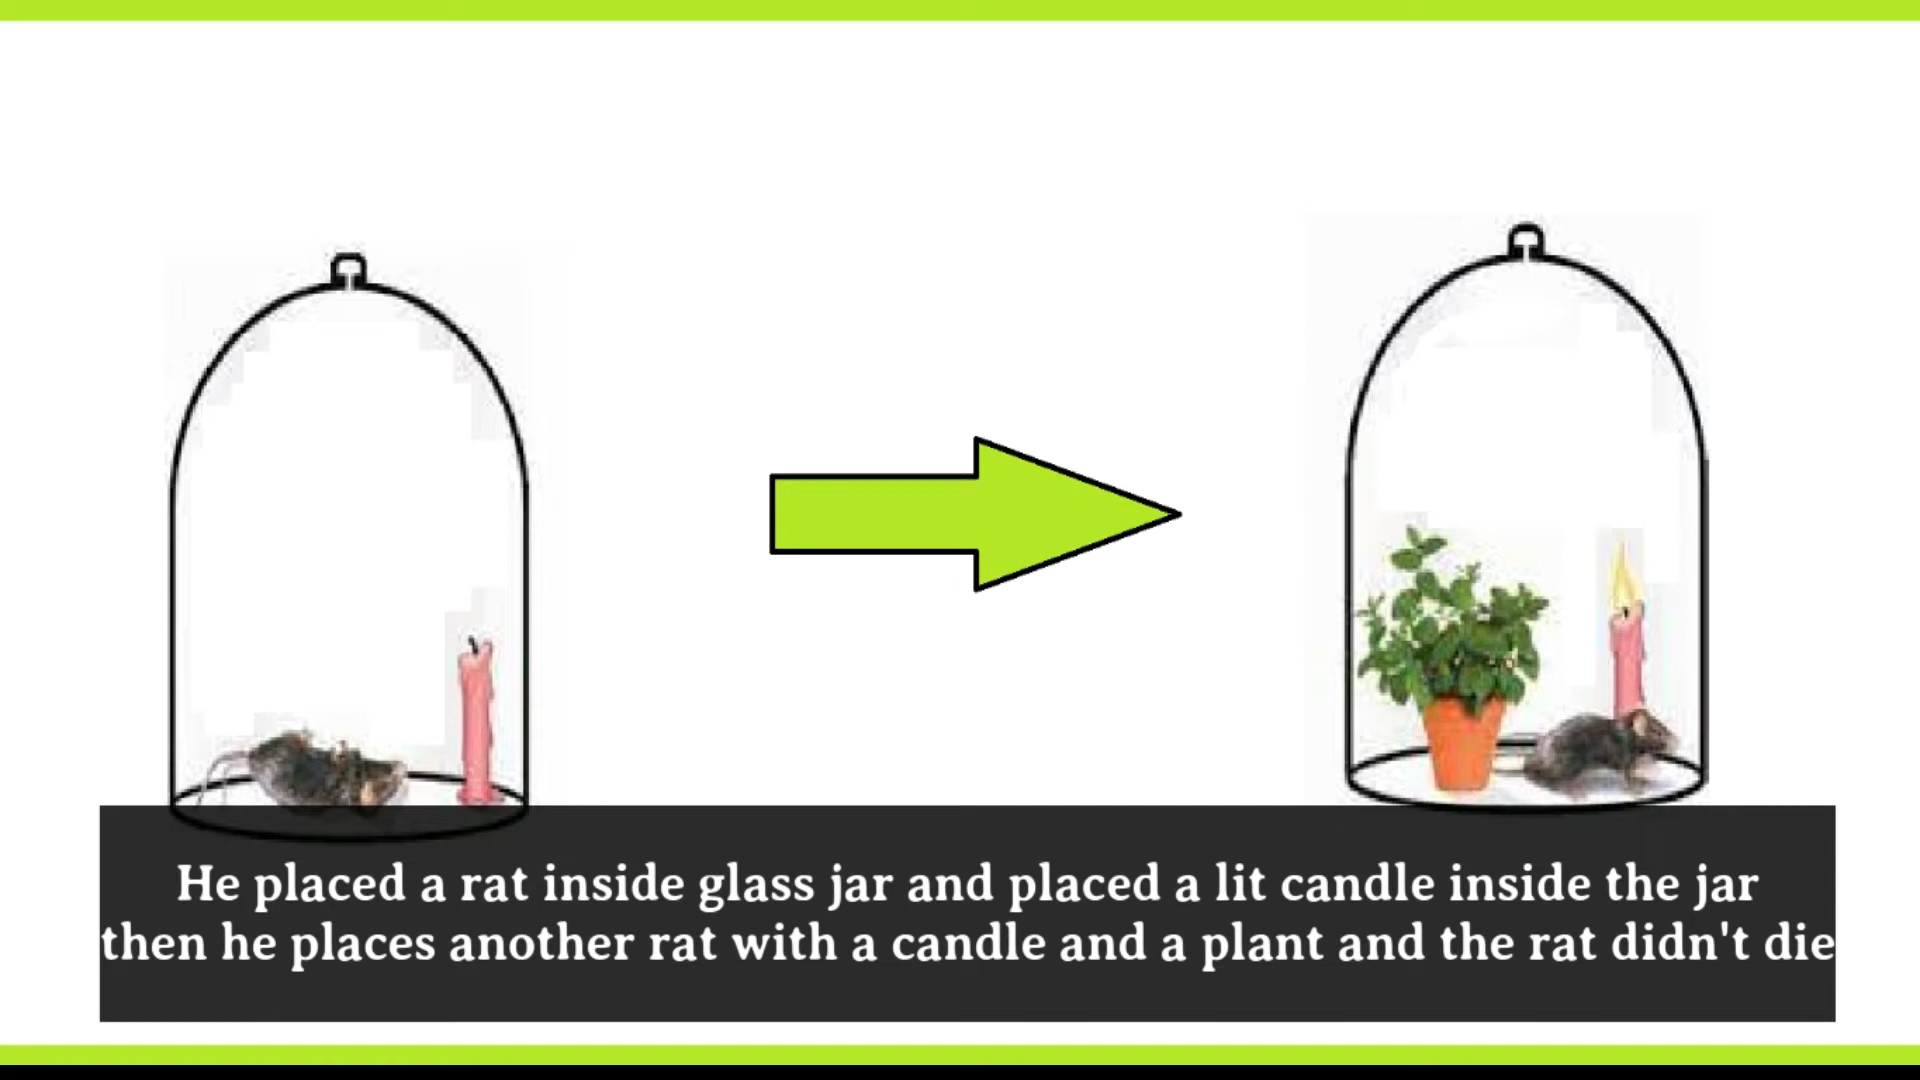 He placed a rat inside glass jar and placed a lit candle inside the jar
then he places another rat with a candle and a plant and the rat didn't die